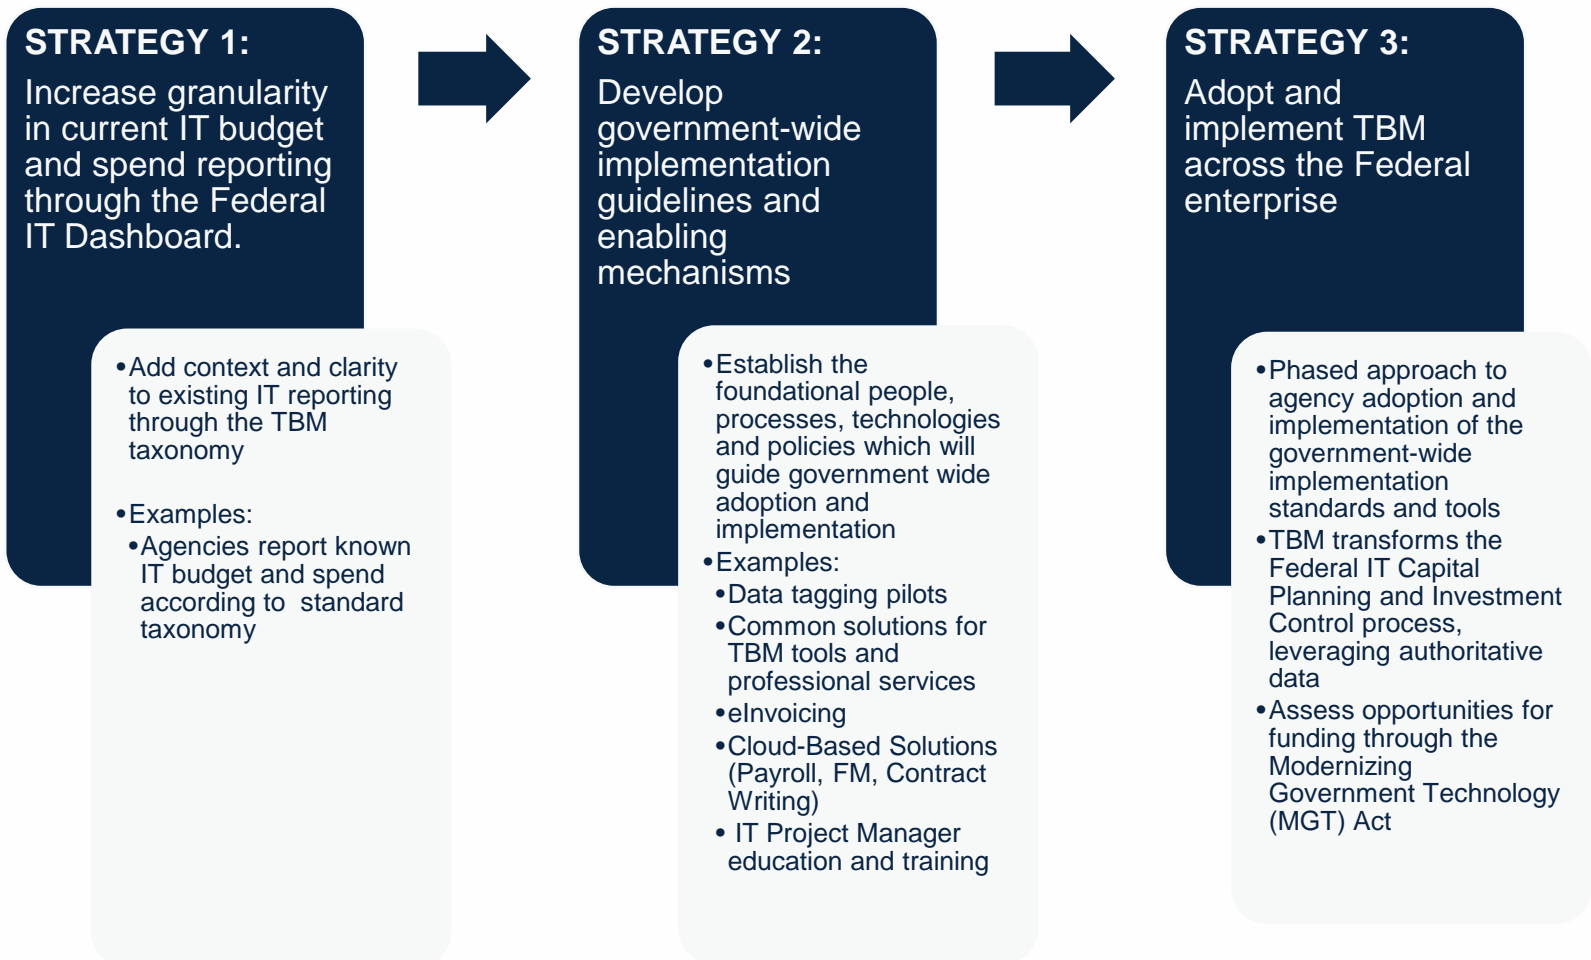 STRATEGY 1:
Increase granularity
in current IT budget
and spend reporting
through the Federal
IT Dashboard.
•Add context and clarity
to existing IT reporting
through the TBM
taxonomy
•Examples:
•Agencies report known
IT budget and spend
according to  standard
taxonomy
STRATEGY 2:
Develop
government-wide
implementation
guidelines and
enabling
mechanisms
•Establish the
foundational people,
processes, technologies
and policies which will
guide government wide
adoption and
implementation
•Examples:
•Data tagging pilots
•Common solutions for
TBM tools and
professional services
•eInvoicing
•Cloud-Based Solutions
(Payroll, FM, Contract
Writing)
• IT Project Manager
education and training
STRATEGY 3:
Adopt and
implement TBM
across the Federal
enterprise
•Phased approach to
agency adoption and
implementation of the
government-wide
implementation
standards and tools
•TBM transforms the
Federal IT Capital
Planning and Investment
Control process,
leveraging authoritative
data
•Assess opportunities for
funding through the
Modernizing
Government Technology
(MGT) Act